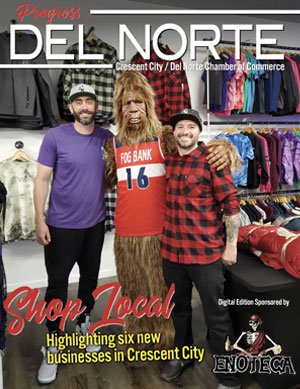 Progress
DEL NORTE
Crescent City / Del Norte Chamber of Commerce
FOG BANK
16
Shop Local
Highlighting six new
businesses in Crescent City
Digital Edition Sponsored by
ENOTECA